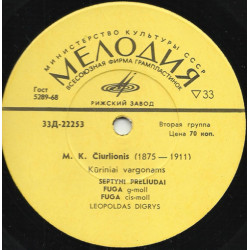 МИНИСТЕРСТВО КУЛЬТУРЫ СССР
МЕЛОДИЯ
ВСЕСОЮЗНАЯ ФИРМА ГРАМПЛАСТИНОК
Гост
5289-68
▽33
РИЖСКИЙ ЗАВОД
33Д-22253
Вторая группа
Цена 70 коп.
M. K. Čiurlionis (1875—1911)
Kūriniai vargonams
SEPTYNI PRELIUDAI
FUGA g-moll
FUGA cis-moll
LEOPOLDAS DIGRYS